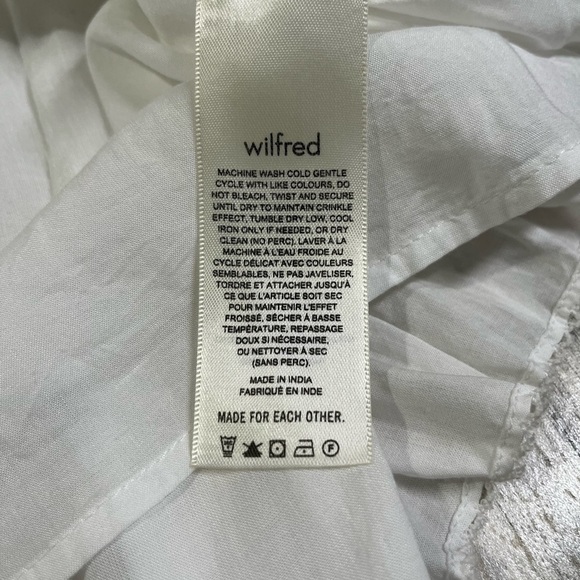 wilfred
MACHINE WASH COLD GENTLE
CYCLE WITH LIKE COLOURS, DO
NOT BLEACH, TWIST AND SECURE
UNTIL DRY TO MAINTAIN CRINKLE
EFFECT, TUMBLE DRY LOW, COOL
IRON ONLY IF NEEDED, OR DRY
CLEAN (NO PERC). LAVER À LA
MACHINE À L'EAU FROIDE AU
CYCLE DÉLICAT AVEC COULEURS
SEMBLABLES, NE PAS JAVELISER,
TORDRE ET ATTACHER JUSQU'À
CE QUE L'ARTICLE SOIT SEC
POUR MAINTENIR L'EFFET
FROISSÉ, SÉCHER À BASSE
TEMPÉRATURE, REPASSAGE
DOUX SI NÉCESSAIRE,
OU NETTOYER À SEC
(SANS PERC).
MADE IN INDIA
FABRIQUÉ EN INDE
MADE FOR EACH OTHER.
F